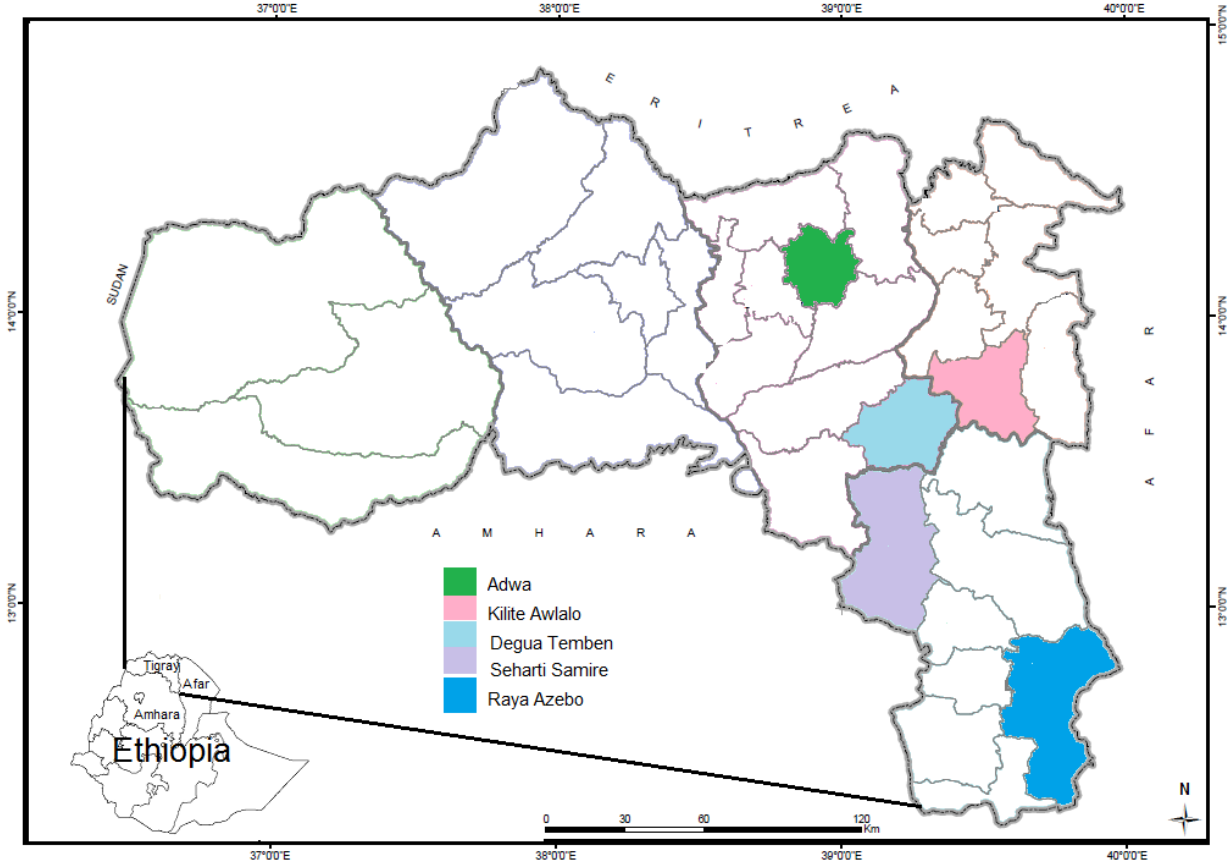 37°0'0"E 38°0'0"E 39°0'0"E 40°0'0"E
15°0'0"N
ERITREA
SUDAN
14°0'0"N 14°0'0"N
AFAR
AMHARA
Adwa
Kilite Awlalo
Degua Temben
Seharti Samire
Raya Azebo
13°0'0"N 13°0'0"N
Tigray
Afar
Amhara
Ethiopia
N
0 30 60 120
Km
37°0'0"E 38°0'0"E 39°0'0"E 40°0'0"E